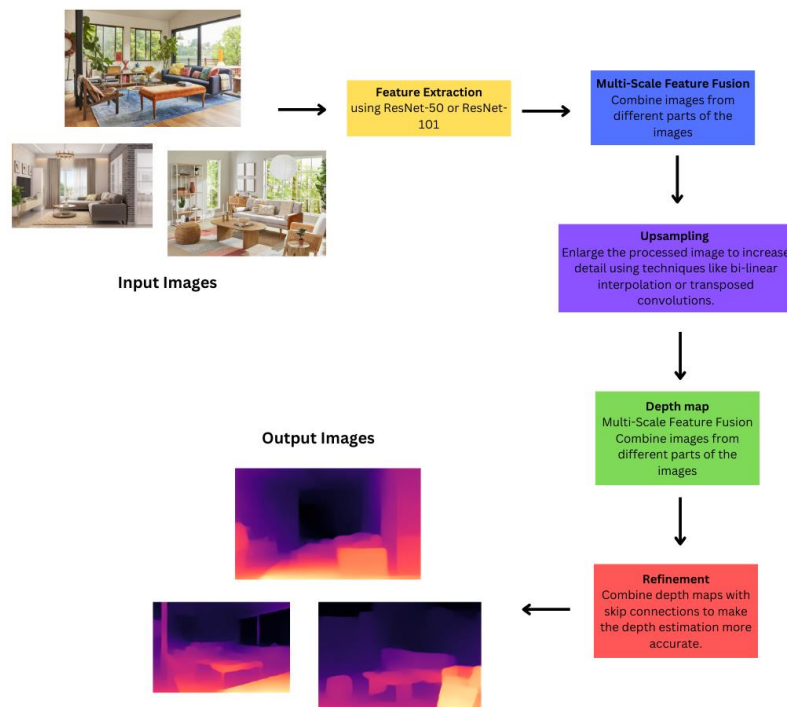 Feature Extraction
using ResNet-50 or ResNet-
101
Multi-Scale Feature Fusion
Combine images from
different parts of the
images
Input Images
Upsampling
Enlarge the processed image to increase
detail using techniques like bi-linear
interpolation or transposed
convolutions.
Depth map
Multi-Scale Feature Fusion
Combine images from
different parts of the
images
Output Images
Refinement
Combine depth maps with
skip connections to make
the depth estimation more
accurate.